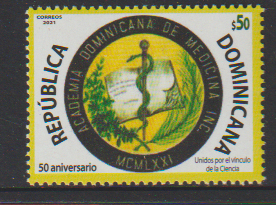 CORREOS
2021
$50
REPÚBLICA
DOMINICANA
ACADEMIA DOMINICANA DE MEDICINA INC.
MCMLXXI
50 aniversario
Unidos por el vínculo
de la Ciencia